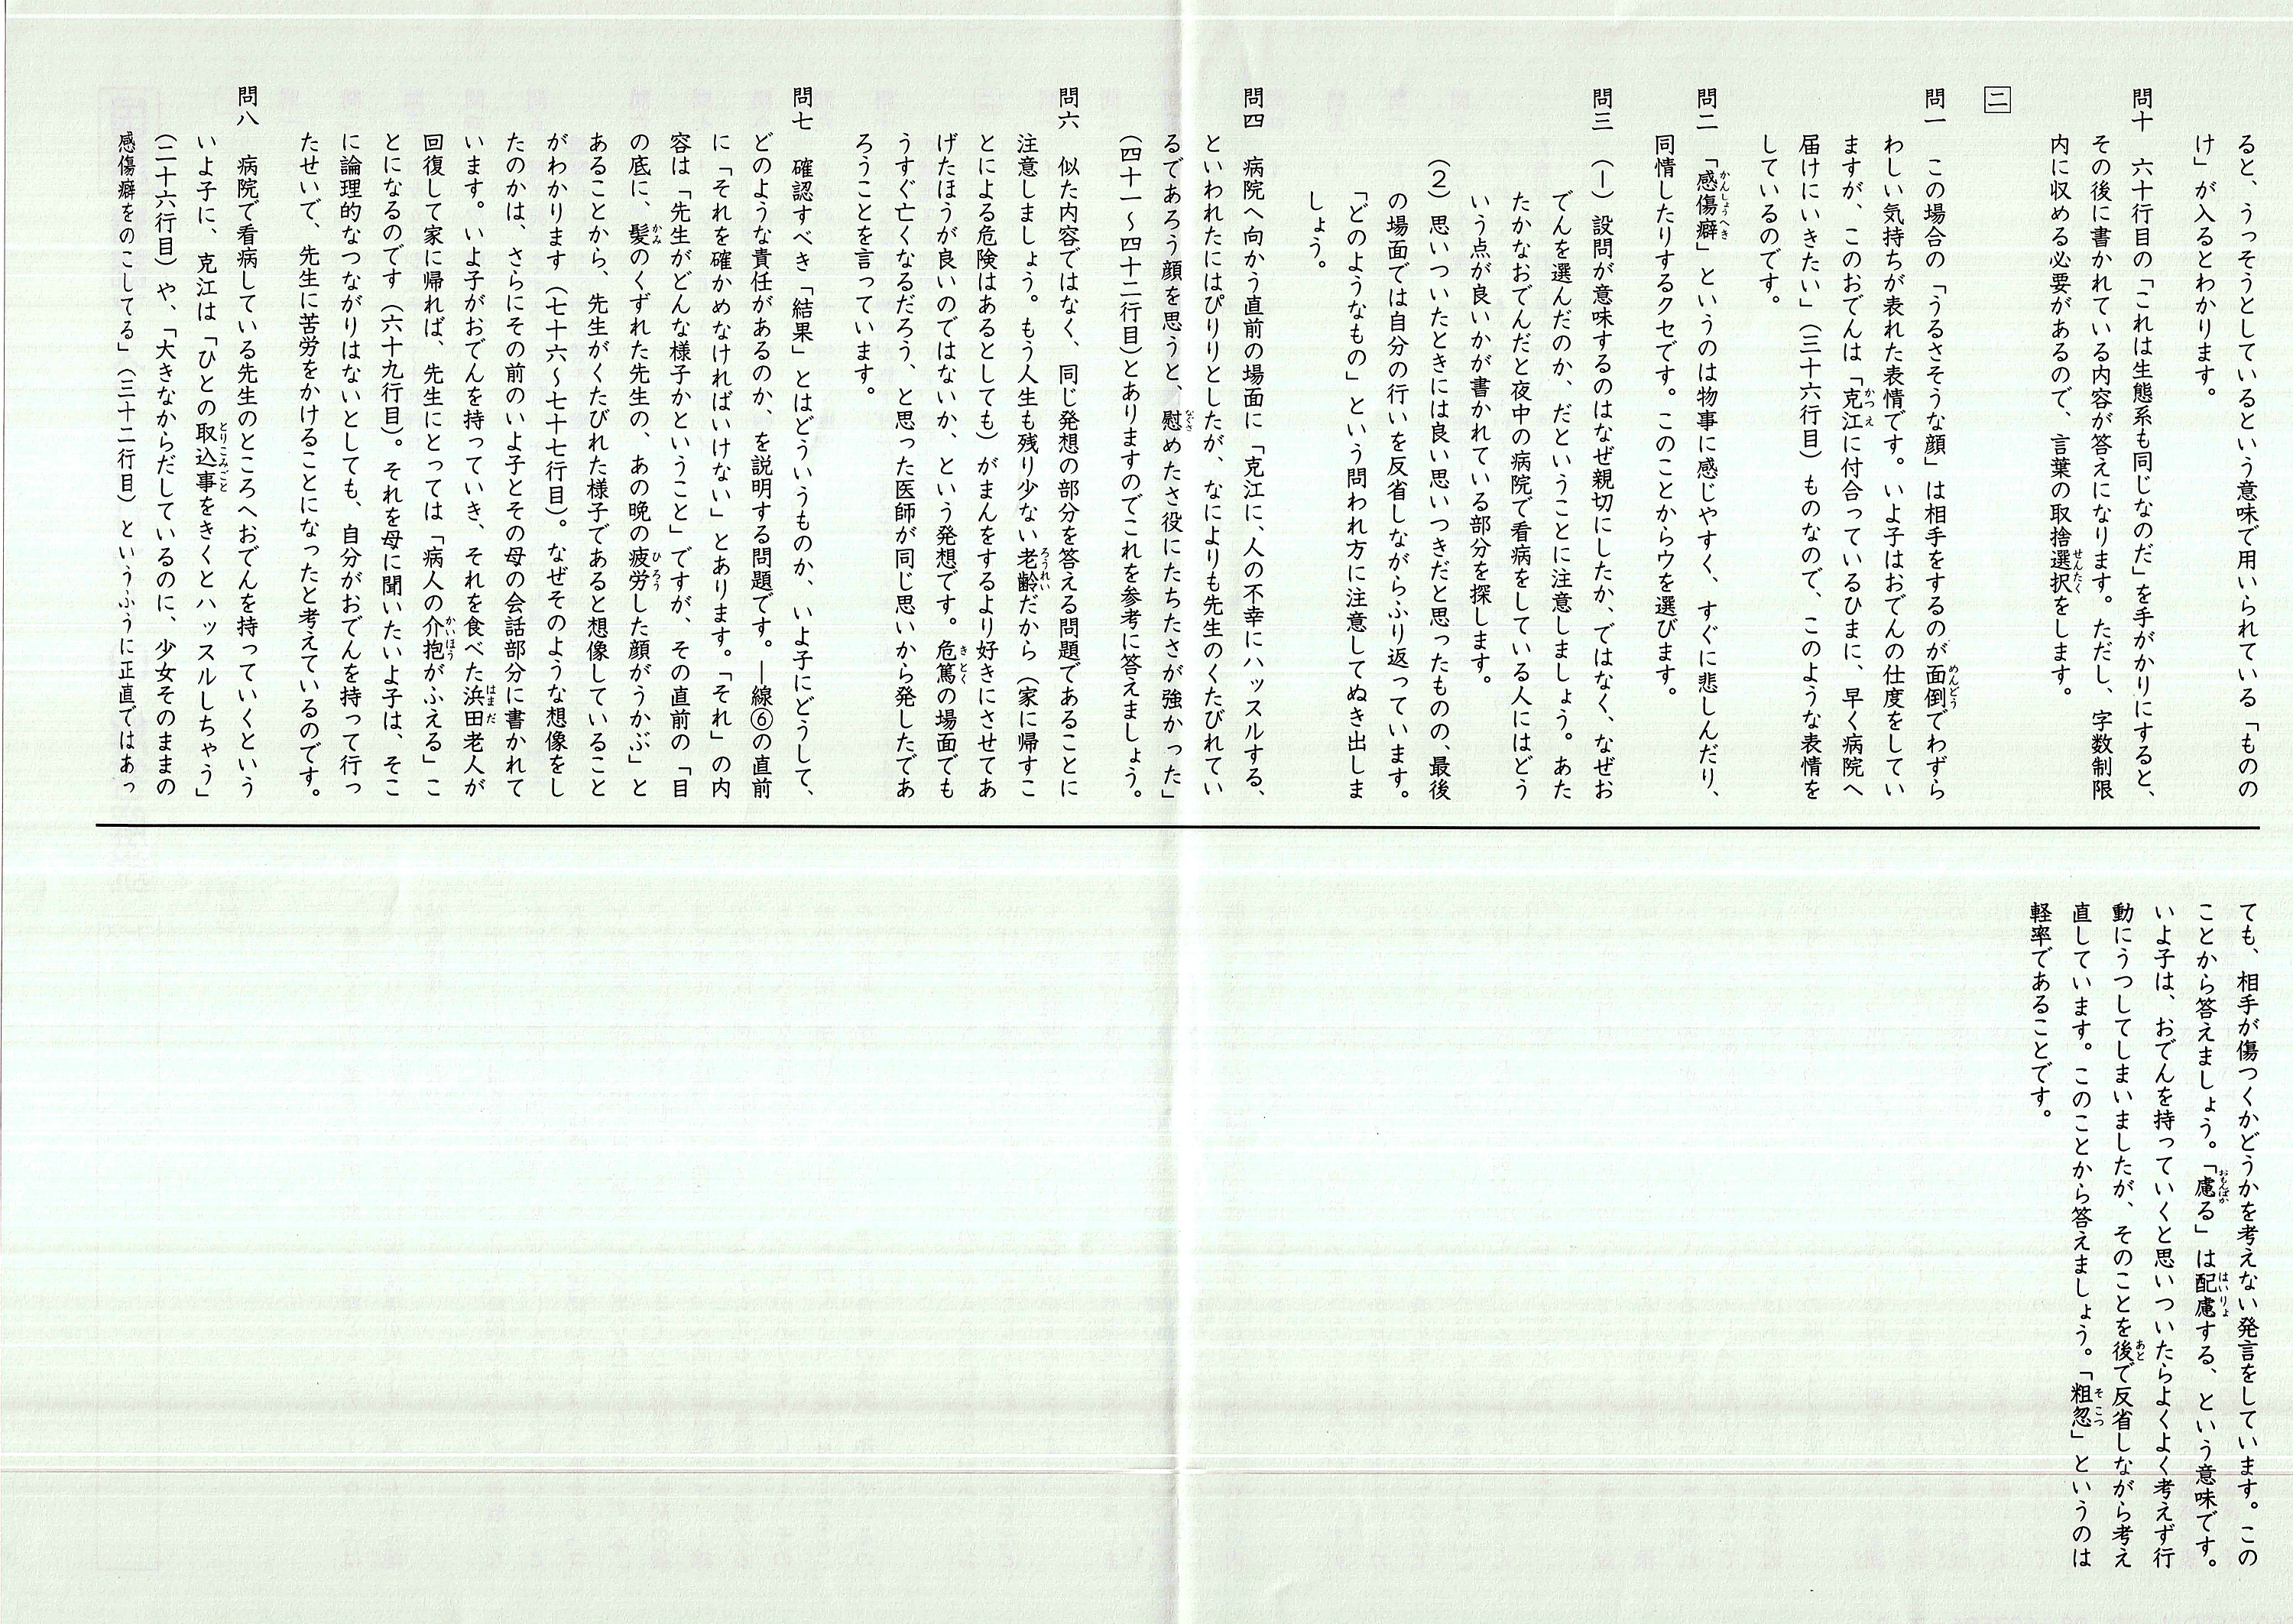 ると、うっそうとしているという意味で用いられている「ものの
け」が入るとわかります。
問十　六十行目の「これは生態系も同じなのだ」を手がかりにすると、
その後に書かれている内容が答えになります。ただし、字数制限
内に収める必要があるので、言葉の取捨選択をします。
二
問一　この場合の「うるさそうな顔」は相手をするのが面倒でわずら
わしい気持ちが表れた表情です。いよ子はおでんの仕度をしてい
ますが、このおでんは「克江に付合っているひまに、早く病院へ
届けにいきたい」（三十六行目）ものなので、このような表情を
しているのです。
問二　「感傷癖」というのは物事に感じやすく、すぐに悲しんだり、
同情したりするクセです。このことからウを選びます。
問三　（1）設問が意味するのはなぜ親切にしたか、ではなく、なぜお
でんを選んだのか、だということに注意しましょう。あた
たかなおでんだと夜中の病院で看病をしている人にはどう
いう点が良いかが書かれている部分を探します。
（2）思いついたときには良い思いつきだと思ったものの、最後
の場面では自分の行いを反省しながらふり返っています。
「どのようなもの」という問われ方に注意してぬき出しま
しょう。
問四　病院へ向かう直前の場面に「克江に、人の不幸にハッスルする、
といわれたにはぴりりとしたが、なによりも先生のくたびれてい
るであろう顔を思うと、慰めたさ役にたちたさが強かった」
（四十一～四十二行目）とありますのでこれを参考に答えましょう。
問六　似た内容ではなく、同じ発想の部分を答える問題であることに
注意しましょう。もう人生も残り少ない老齢だから（家に帰すこ
とによる危険はあるとしても）がまんをするより好きにさせてあ
げたほうが良いのではないか、という発想です。危篤の場面でも
うすぐ亡くなるだろう、と思った医師が同じ思いから発したであ
ろうことを言っています。
問七　確認すべき「結果」とはどういうものか、いよ子にどうして、
どのような責任があるのか、を説明する問題です。―線⑥の直前
に「それを確かめなければいけない」とあります。「それ」の内
容は「先生がどんな様子かということ」ですが、その直前の「目
の底に、髪のくずれた先生の、あの晩の疲労した顔がうかぶ」と
あることから、先生がくたびれた様子であると想像していること
がわかります（七十六～七十七行目）。なぜそのような想像をし
たのかは、さらにその前のいよ子とその母の会話部分に書かれて
います。いよ子がおでんを持っていき、それを食べた浜田老人が
回復して家に帰れば、先生にとっては「病人の介抱がふえる」こ
とになるのです（六十九行目）。それを母に聞いたいよ子は、そこ
に論理的なつながりはないとしても、自分がおでんを持って行っ
たせいで、先生に苦労をかけることになったと考えているのです。
問八　病院で看病している先生のところへおでんを持っていくという
いよ子に、克江は「ひとの取込事をきくとハッスルしちゃう」
（二十六行目）や、「大きなからだしているのに、少女そのままの
感傷癖をのこしてる」（三十二行目）というふうに正直ではあっ
ても、相手が傷つくかどうかを考えない発言をしています。この
ことから答えましょう。「慮る」は配慮する、という意味です。
いよ子は、おでんを持っていくと思いついたらよくよく考えず行
動にうつしてしまいましたが、そのことを後で反省しながら考え
直しています。このことから答えましょう。「粗忽」というのは
軽率であることです。